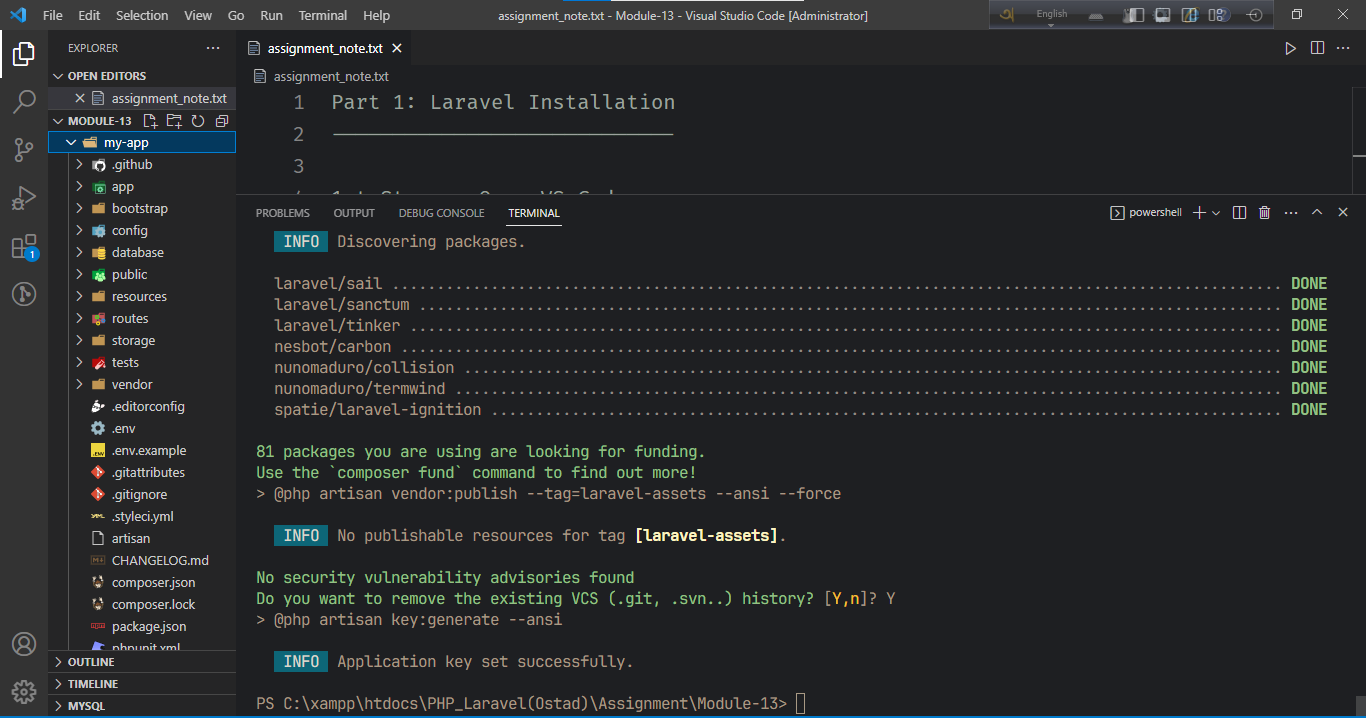 File Edit Selection View Go Run Terminal Help
assignment_note.txt - Module-13 - Visual Studio Code [Administrator]
English
EXPLORER
OPEN EDITORS
assignment_note.txt
MODULE-13
my-app
.github
app
bootstrap
config
database
public
resources
routes
storage
tests
vendor
.editorconfig
.env
.env.example
.gitattributes
.gitignore
.styleci.yml
artisan
CHANGELOG.md
composer.json
composer.lock
package.json
phpunit.xml
OUTLINE
TIMELINE
MYSQL
1
assignment_note.txt
assignment_note.txt
1 Part 1: Laravel Installation
2
3
PROBLEMS OUTPUT DEBUG CONSOLE TERMINAL
powershell
INFO Discovering packages.
laravel/sail ................................................................................................... DONE
laravel/sanctum ................................................................................................ DONE
laravel/tinker ................................................................................................. DONE
nesbot/carbon .................................................................................................. DONE
nunomaduro/collision ........................................................................................... DONE
nunomaduro/termwind ............................................................................................ DONE
spatie/laravel-ignition ........................................................................................ DONE
81 packages you are using are looking for funding.
Use the `composer fund` command to find out more!
> @php artisan vendor:publish --tag=laravel-assets --ansi --force
INFO No publishable resources for tag [laravel-assets].
No security vulnerability advisories found
Do you want to remove the existing VCS (.git, .svn..) history? [Y,n]? Y
> @php artisan key:generate --ansi
INFO Application key set successfully.
PS C:\xampp\htdocs\PHP_Laravel(Ostad)\Assignment\Module-13>